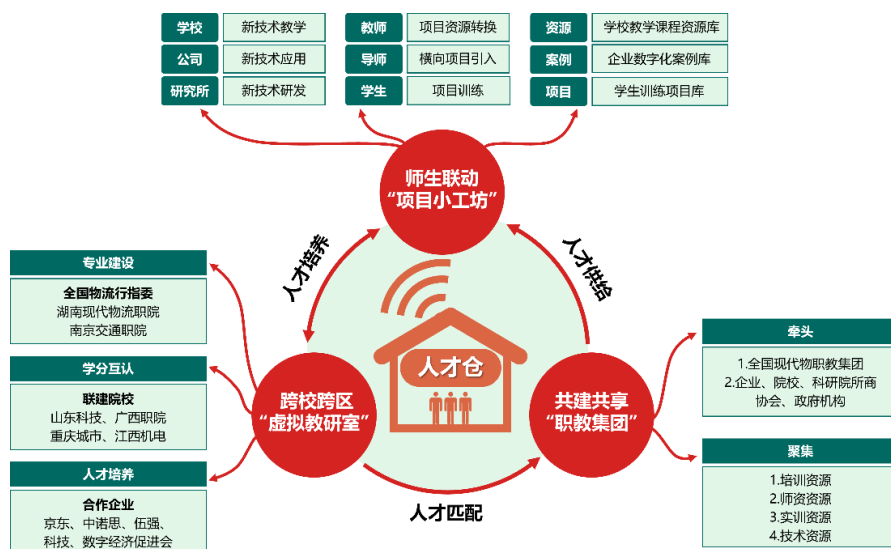 学校 新技术教学
公司 新技术应用
研究所 新技术研发
教师 项目资源转换
导师 横向项目引入
学生 项目训练
资源 学校教学课程资源库
案例 企业数字化案例库
项目 学生训练项目库
师生联动
“项目小工坊”
人才培养
人才供给
专业建设
全国物流行指委
湖南现代物流职院
南京交通职院
学分互认
联建院校
山东科技、广西职院
重庆城市、江西机电
人才培养
合作企业
京东、中诺思、伍强、
科技、数字经济促进会
跨校跨区
“虚拟教研室”
人才仓
共建共享
“职教集团”
人才匹配
牵头
1.全国现代物职教集团
2.企业、院校、科研院所商
协会、政府机构
聚集
1.培训资源
2.师资资源
3.实训资源
4.技术资源